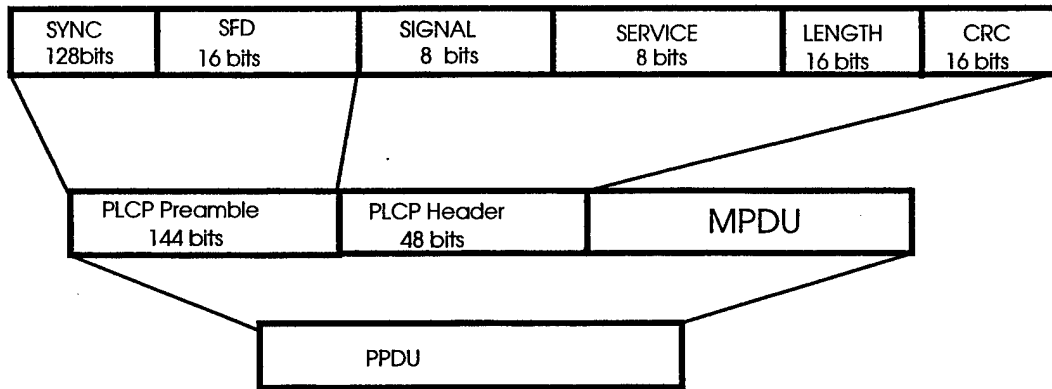 SYNC
128bits
SFD
16 bits
SIGNAL
8 bits
SERVICE
8 bits
LENGTH
16 bits
CRC
16 bits
PLCP Preamble
144 bits
PLCP Header
48 bits
MPDU
PPDU